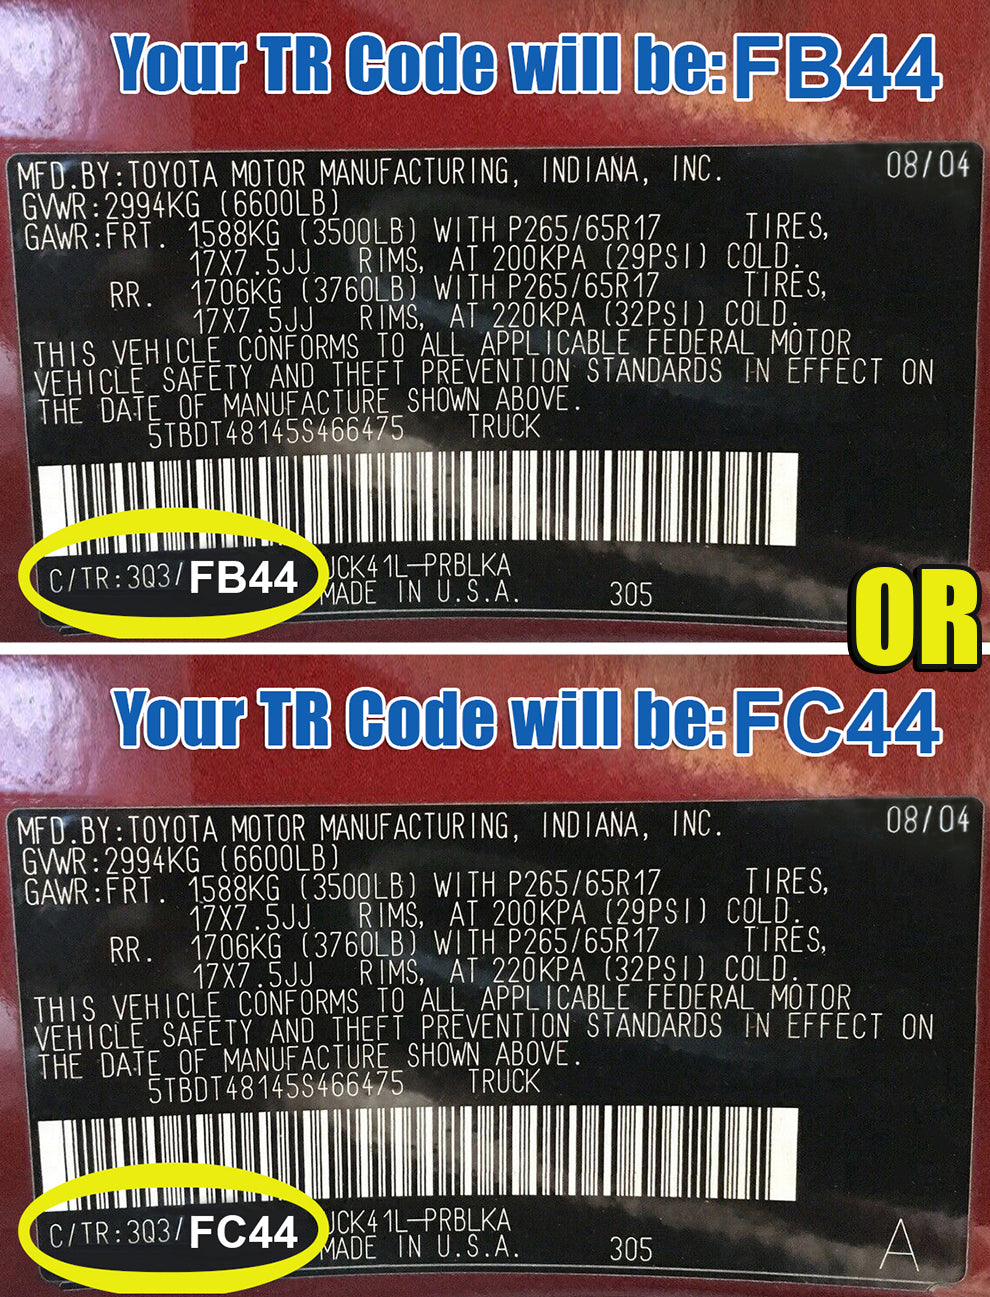 Your TR Code will be: FB44
MFD.BY:TOYOTA MOTOR MANUFACTURING, INDIANA, INC. 08/04
GVWR:2994KG (6600LB)
GAWR:FRT. 1588KG (3500LB) WITH P265/65R17 TIRES,
17X7.5JJ RIMS, AT 200KPA (29PSI) COLD.
RR. 1706KG (3760LB) WITH P265/65R17 TIRES,
17X7.5JJ RIMS, AT 220KPA (32PSI) COLD.
THIS VEHICLE CONFORMS TO ALL APPLICABLE FEDERAL MOTOR
VEHICLE SAFETY AND THEFT PREVENTION STANDARDS IN EFFECT ON
THE DATE OF MANUFACTURE SHOWN ABOVE.
5TBDT48145S466475 TRUCK
C/TR:3Q3/FB44 UCK41L-PRBLKA
MADE IN U.S.A. 305
OR
Your TR Code will be: FC44
MFD.BY:TOYOTA MOTOR MANUFACTURING, INDIANA, INC. 08/04
GVWR:2994KG (6600LB)
GAWR:FRT. 1588KG (3500LB) WITH P265/65R17 TIRES,
17X7.5JJ RIMS, AT 200KPA (29PSI) COLD.
RR. 1706KG (3760LB) WITH P265/65R17 TIRES,
17X7.5JJ RIMS, AT 220KPA (32PSI) COLD.
THIS VEHICLE CONFORMS TO ALL APPLICABLE FEDERAL MOTOR
VEHICLE SAFETY AND THEFT PREVENTION STANDARDS IN EFFECT ON
THE DATE OF MANUFACTURE SHOWN ABOVE.
5TBDT48145S466475 TRUCK
C/TR:3Q3/FC44 UCK41L-PRBLKA
MADE IN U.S.A. 305 A